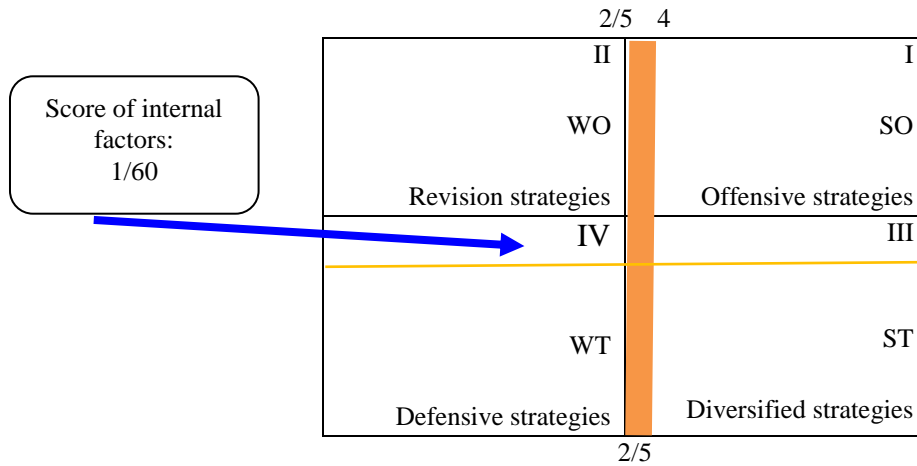 2/5 4
II
I
Score of internal
factors:
1/60
WO
SO
Revision strategies
Offensive strategies
IV
III
WT
ST
Defensive strategies
Diversified strategies
2/5